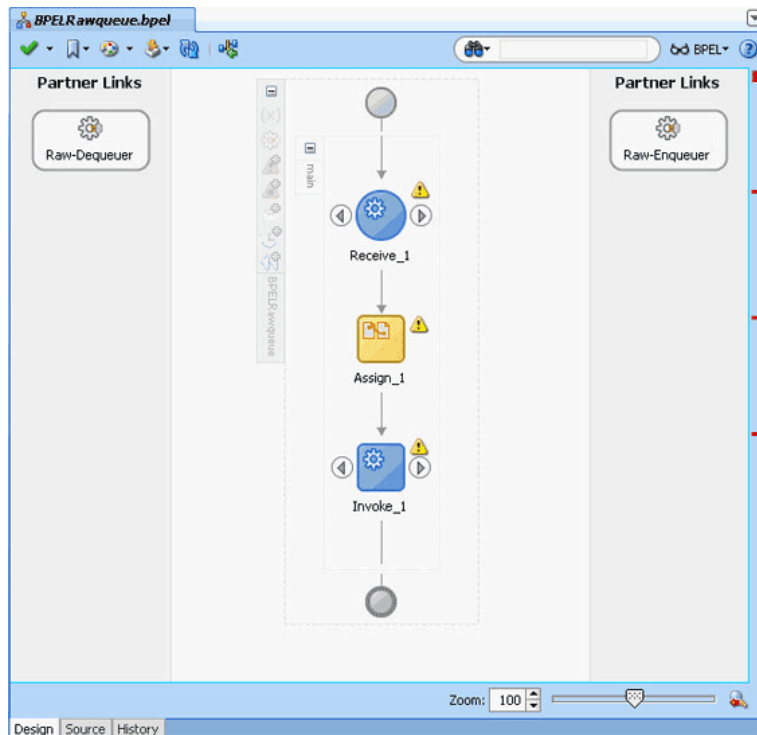 BPELRawqueue.bpel
BPEL
Partner Links
Raw-Dequeuer
main
BPELRawqueue
Receive_1
Assign_1
Invoke_1
Partner Links
Raw-Enqueuer
Zoom: 100
Design Source History